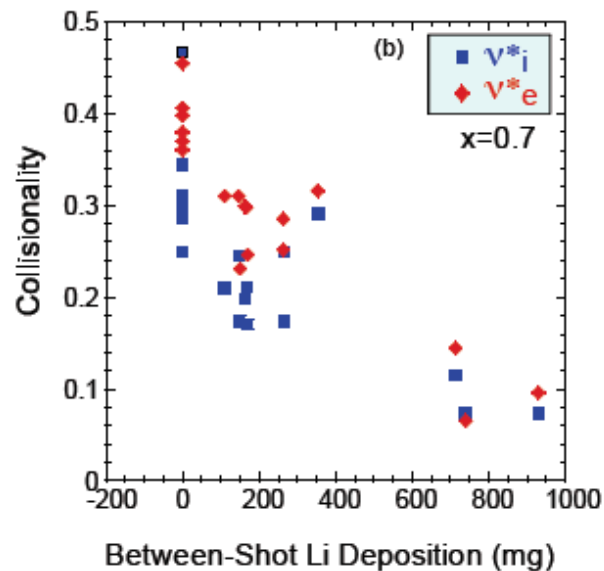 0.5
(b)
ν*i
ν*e
x=0.7
0.4
0.3
0.2
0.1
0
Collisionality
-200 0 200 400 600 800 1000
Between-Shot Li Deposition (mg)